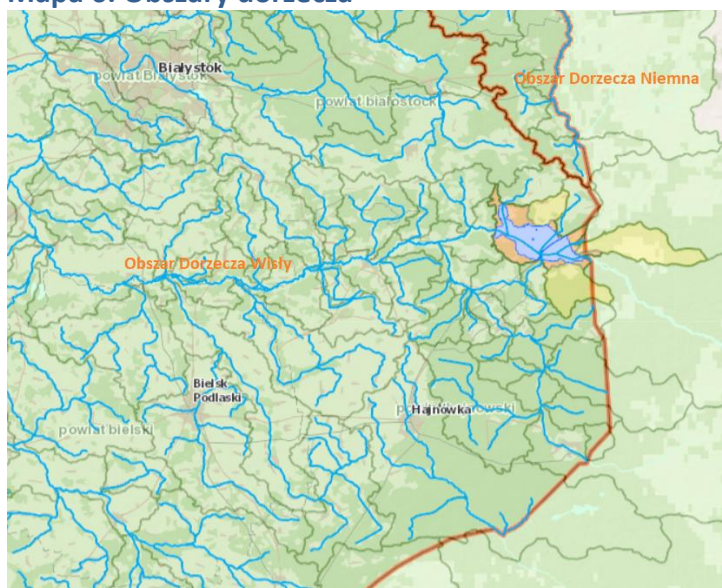 Mapa 6. Obszary dorzecza
Białystok
powiat Białystok
Obszar Dorzecza Niemna
powiat białostock
Obszar Dorzecza Wisły
Bielsk
Podlaski
Hajnówka
powiat bielski